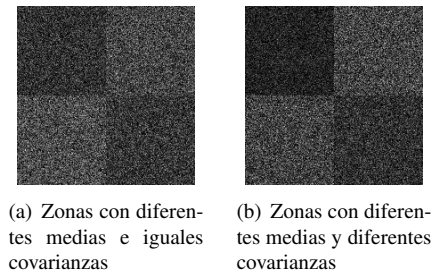 (a) Zonas con diferen-
tes medias e iguales
covarianzas
(b) Zonas con diferen-
tes medias y diferentes
covarianzas